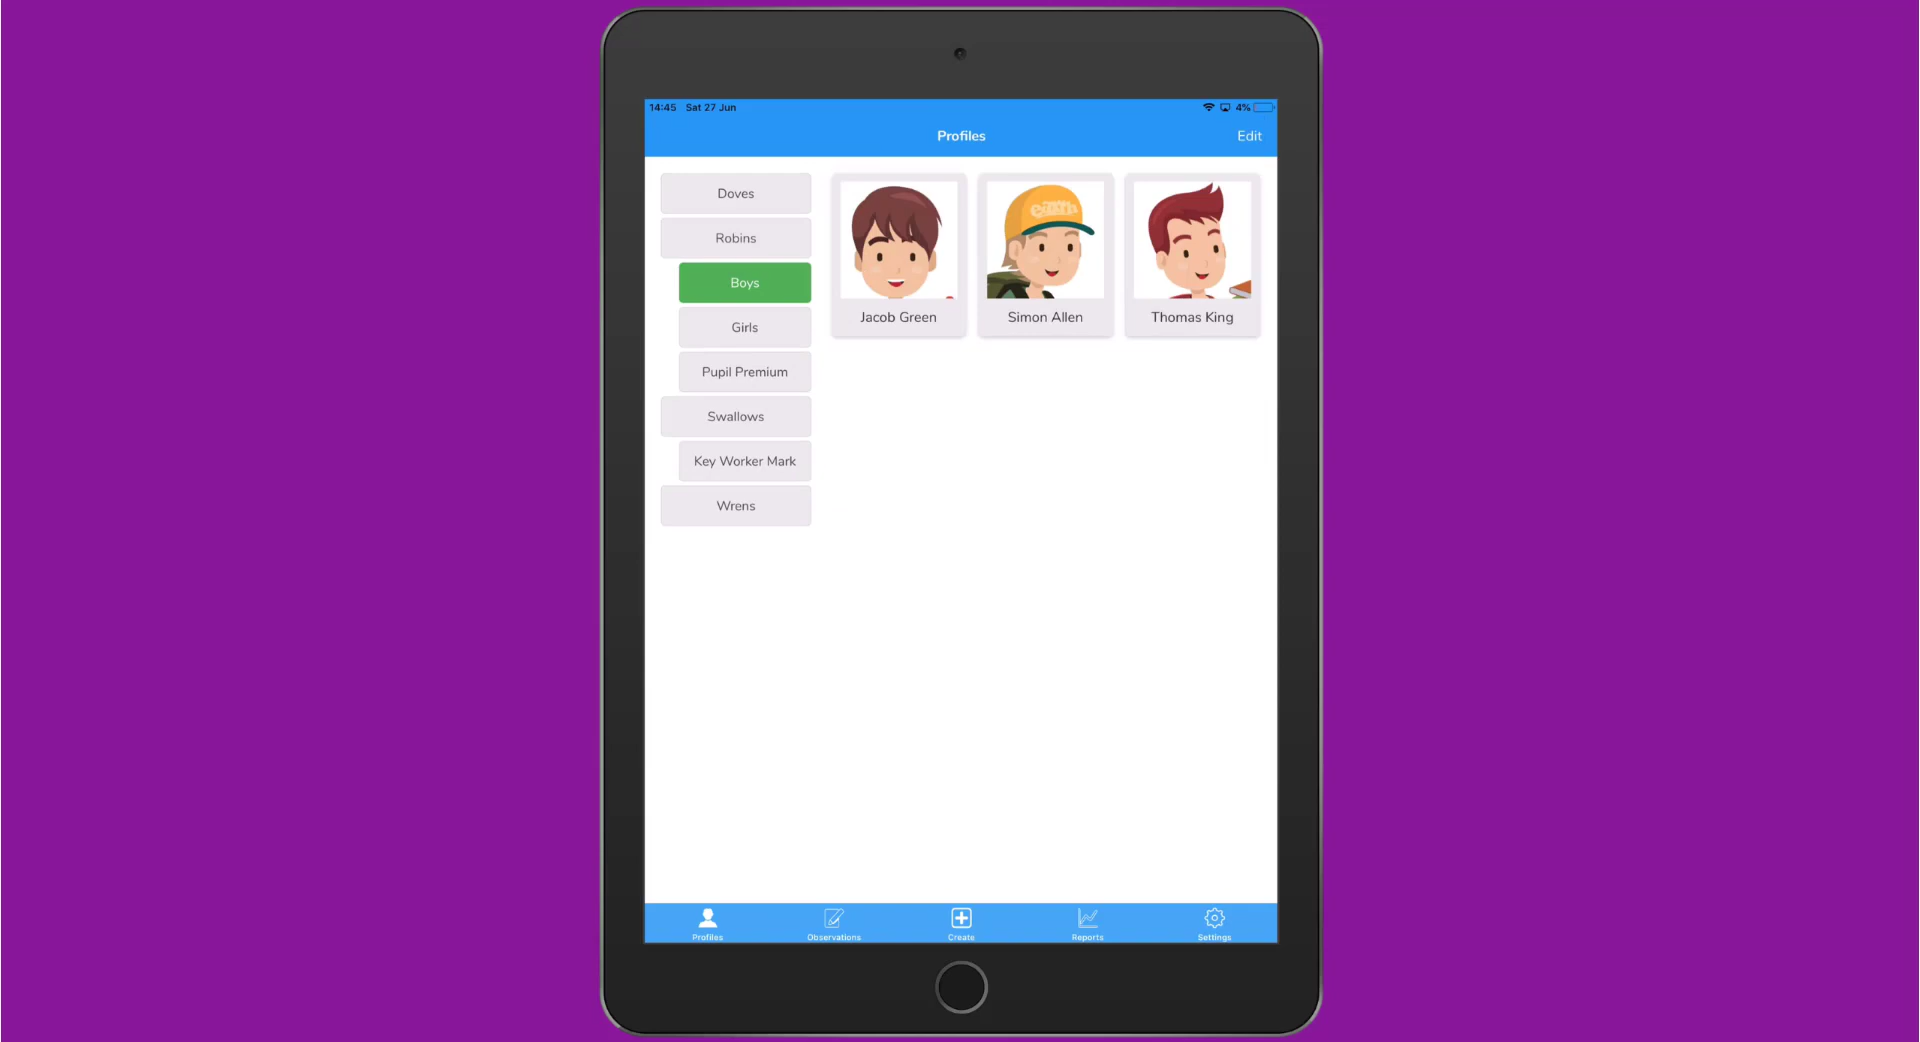 14:45 Sat 27 Jun 4%
Profiles Edit
Doves
Robins
Boys
Girls
Pupil Premium
Swallows
Key Worker Mark
Wrens
earth
Jacob Green Simon Allen Thomas King
Profiles Observations Create Reports Settings